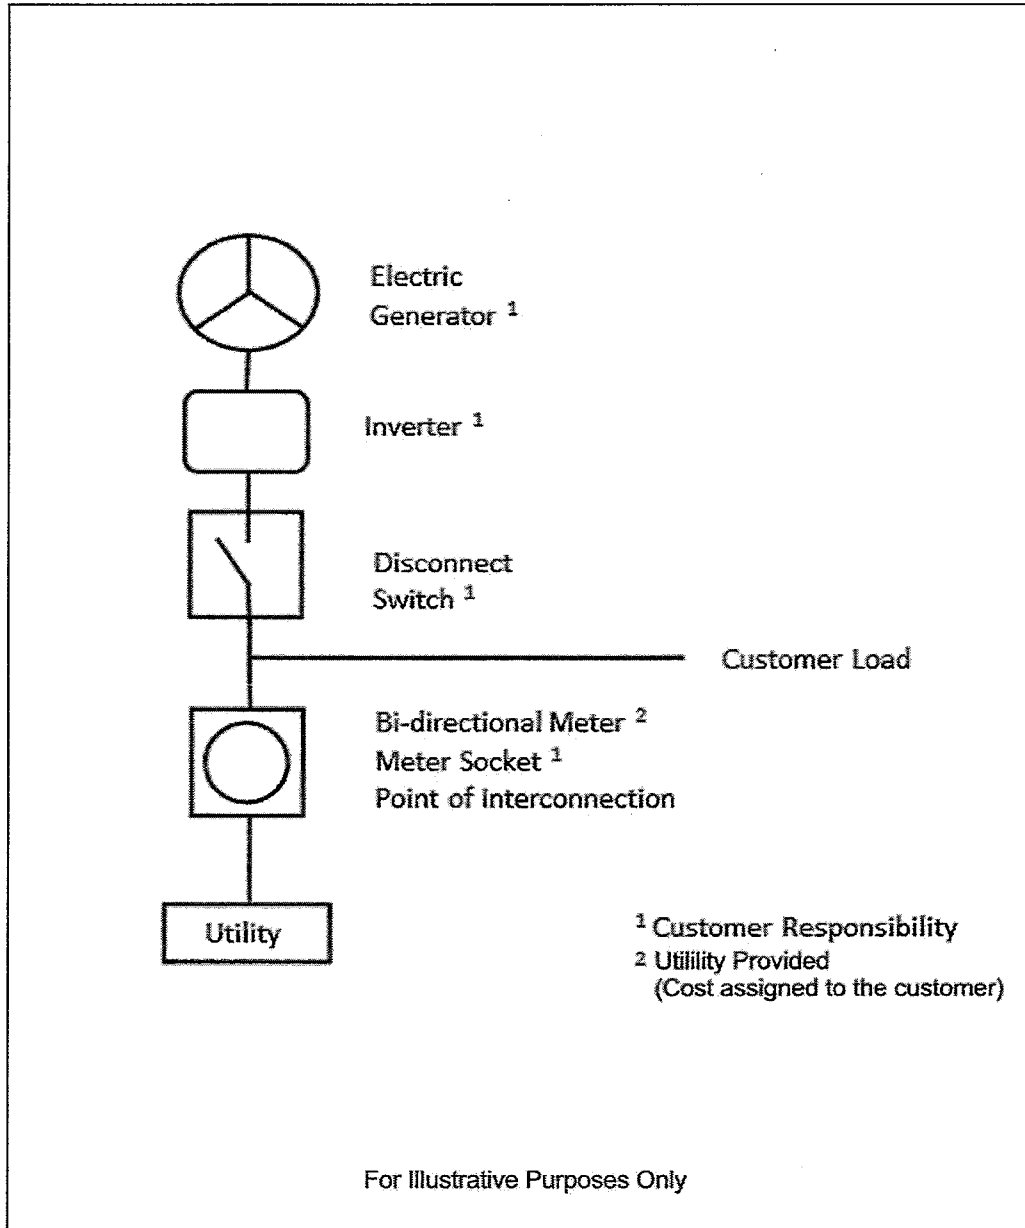 Electric
Generator ¹
Inverter ¹
Disconnect
Switch ¹
Customer Load
Bi-directional Meter ²
Meter Socket ¹
Point of Interconnection
Utility
¹ Customer Responsibility
² Utilility Provided
(Cost assigned to the customer)
For Illustrative Purposes Only